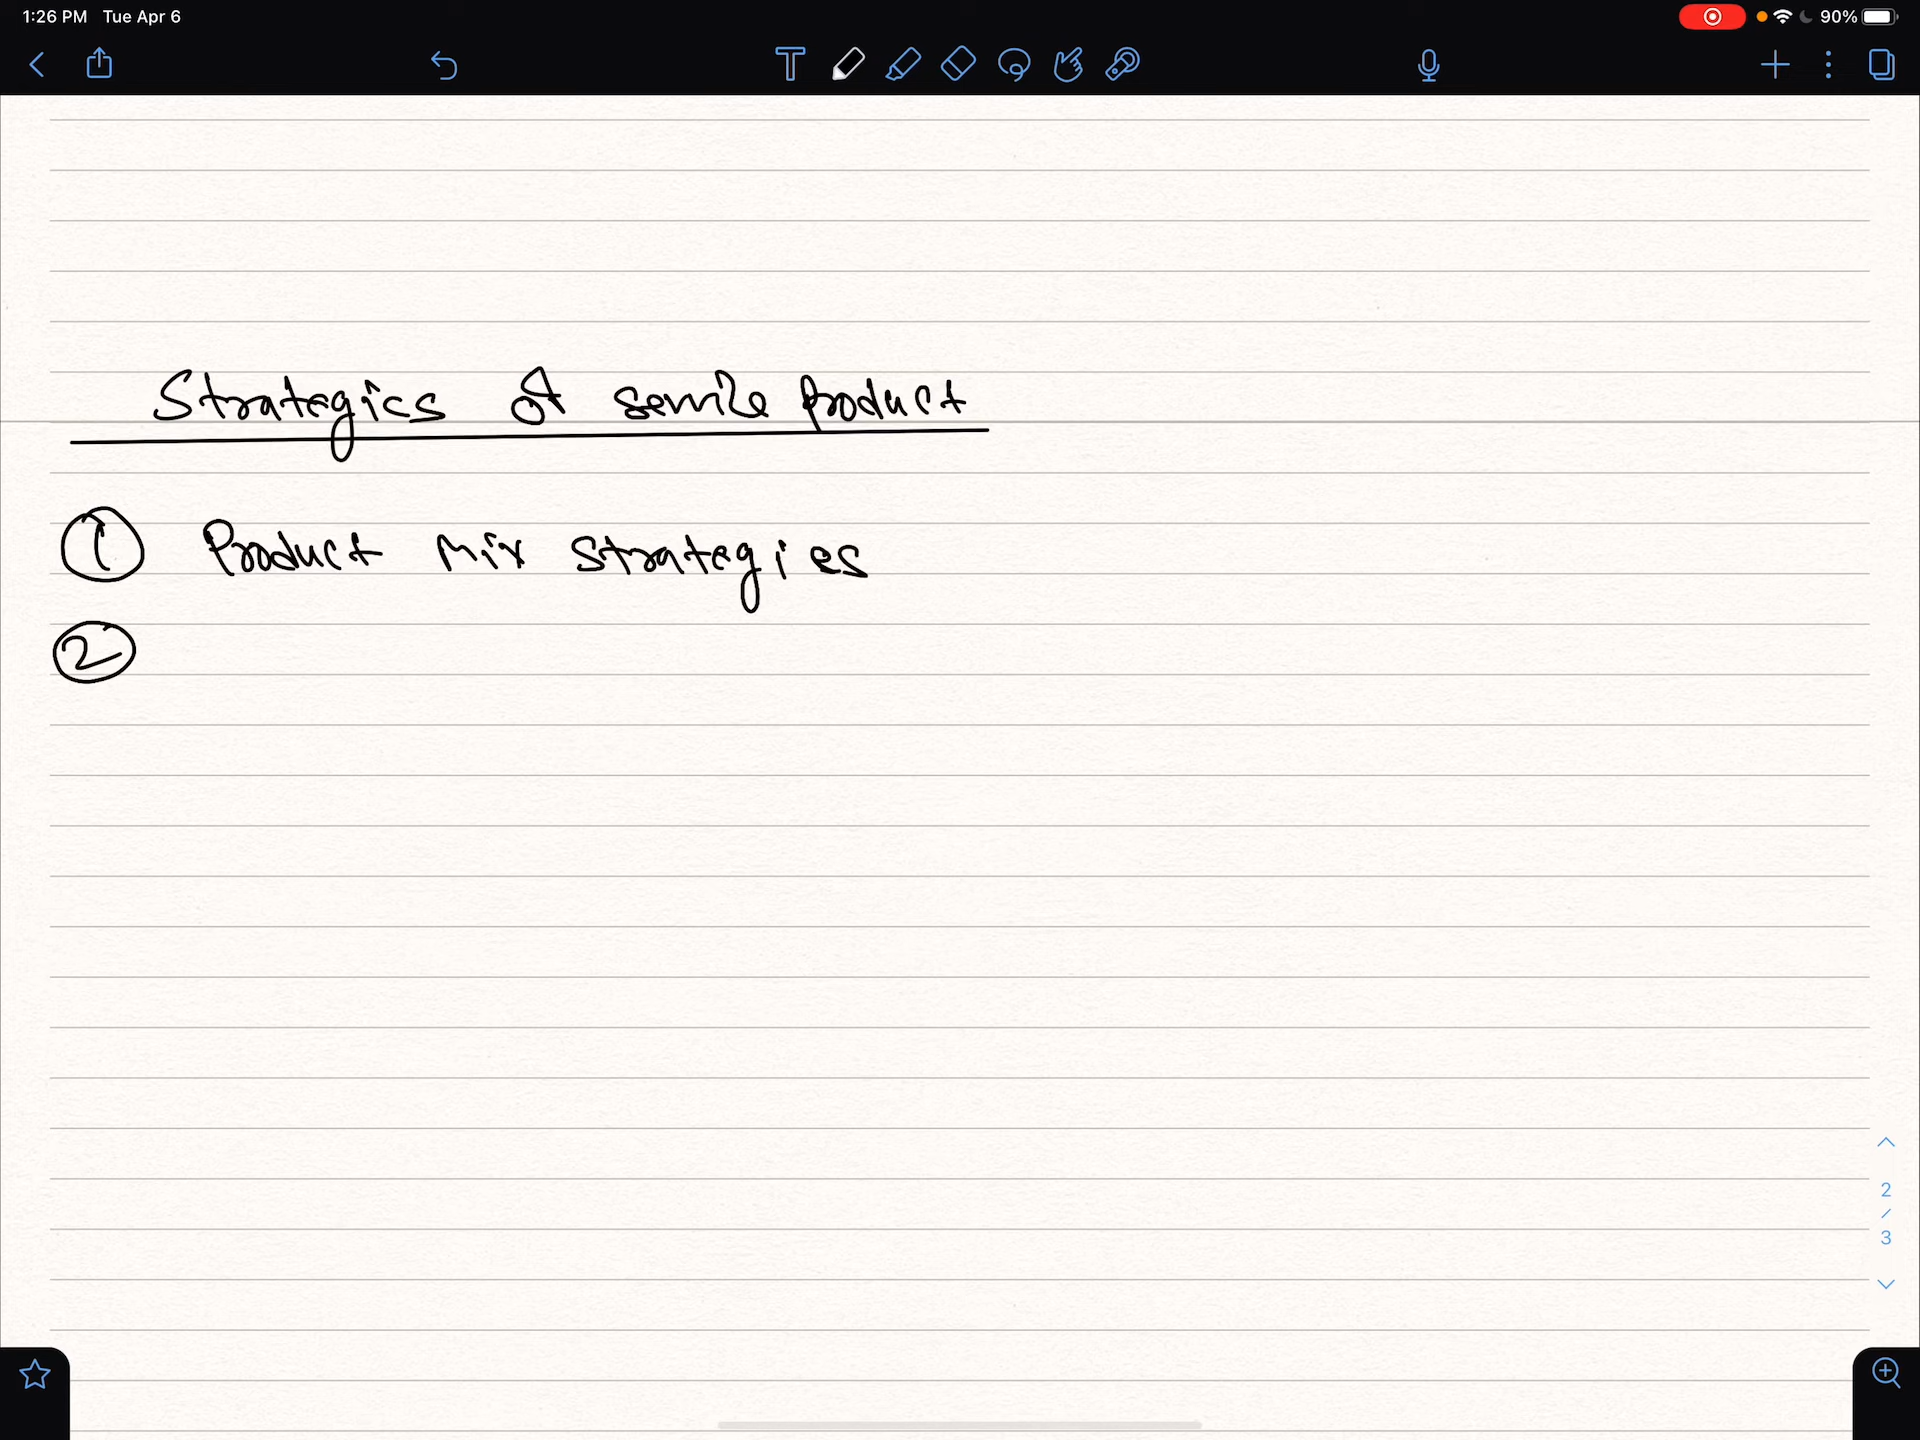 1:26 PM Tue Apr 6
90%
Strategics of service product
1 Product Mix Strategies
2
2
/
3